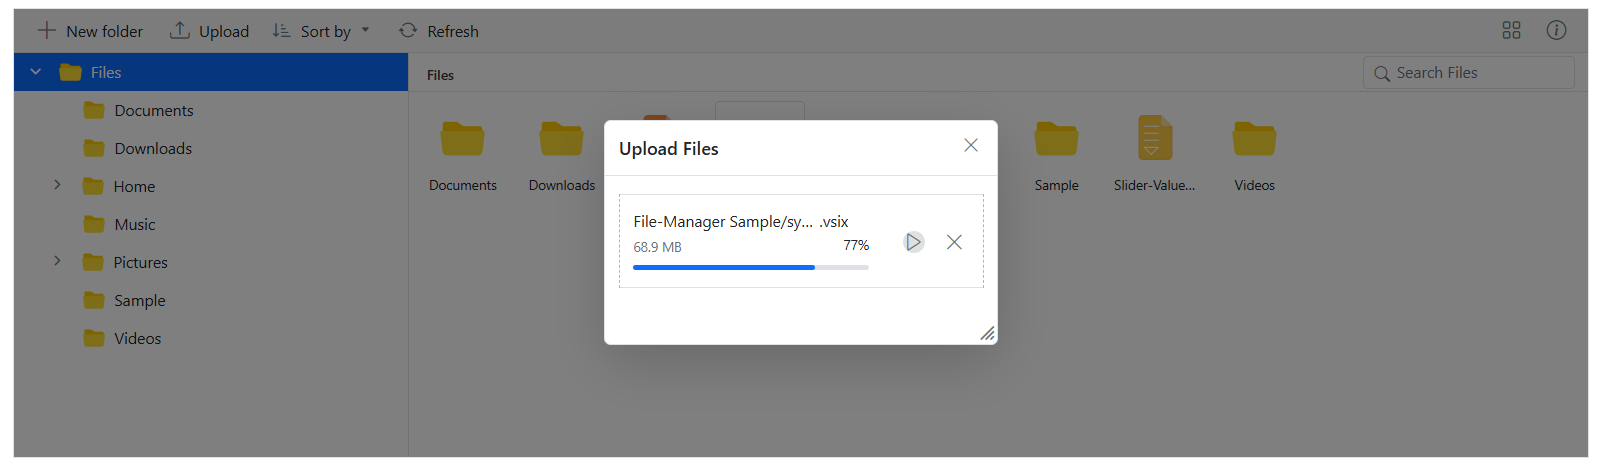 New folder Upload Sort by Refresh
Files
Documents
Downloads
Home
Music
Pictures
Sample
Videos
Files
Search Files
Documents Downloads Sample Slider-Value... Videos
Upload Files
File-Manager Sample/sy... .vsix
68.9 MB 77%